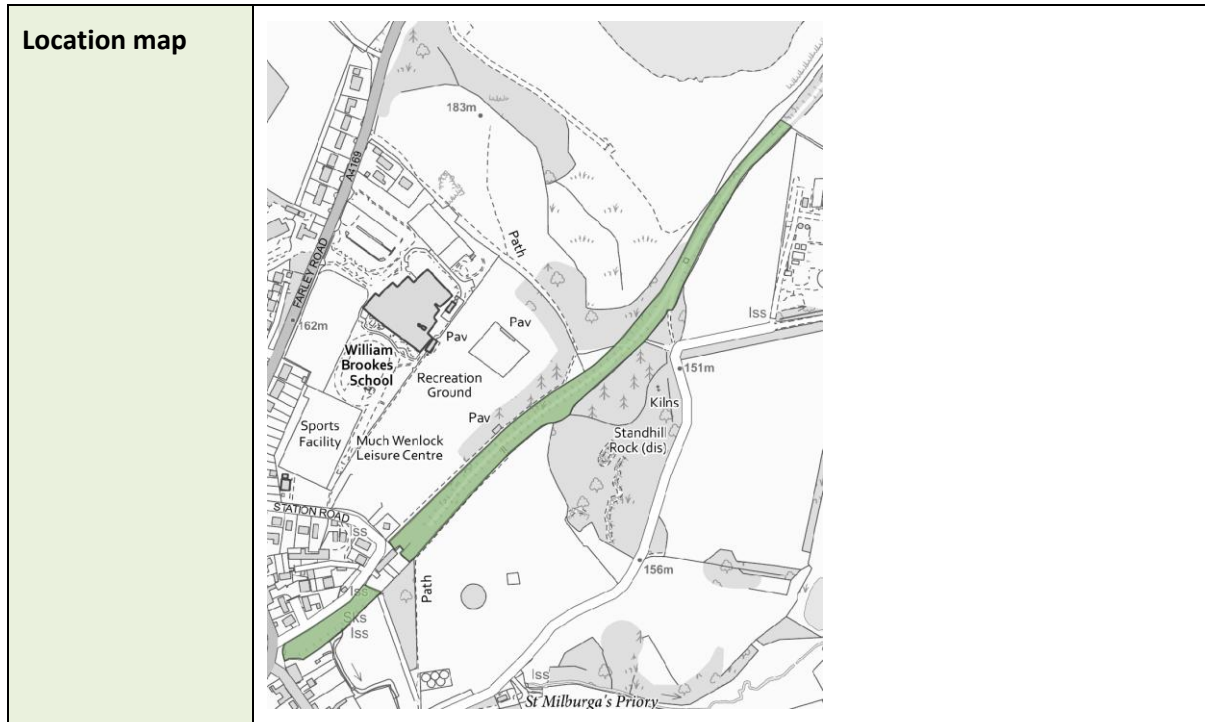 Location map
183m
A4169
FARLEY ROAD
Path
162m
William
Brookes
School
Pav
Pav
Recreation
Ground
Iss
151m
Kilns
Standhill
Rock (dis)
Pav
Sports
Facility
Much Wenlock
Leisure Centre
STATION ROAD
Iss
156m
Path
Iss
Sks
Iss
Iss
St Milburga's Priory